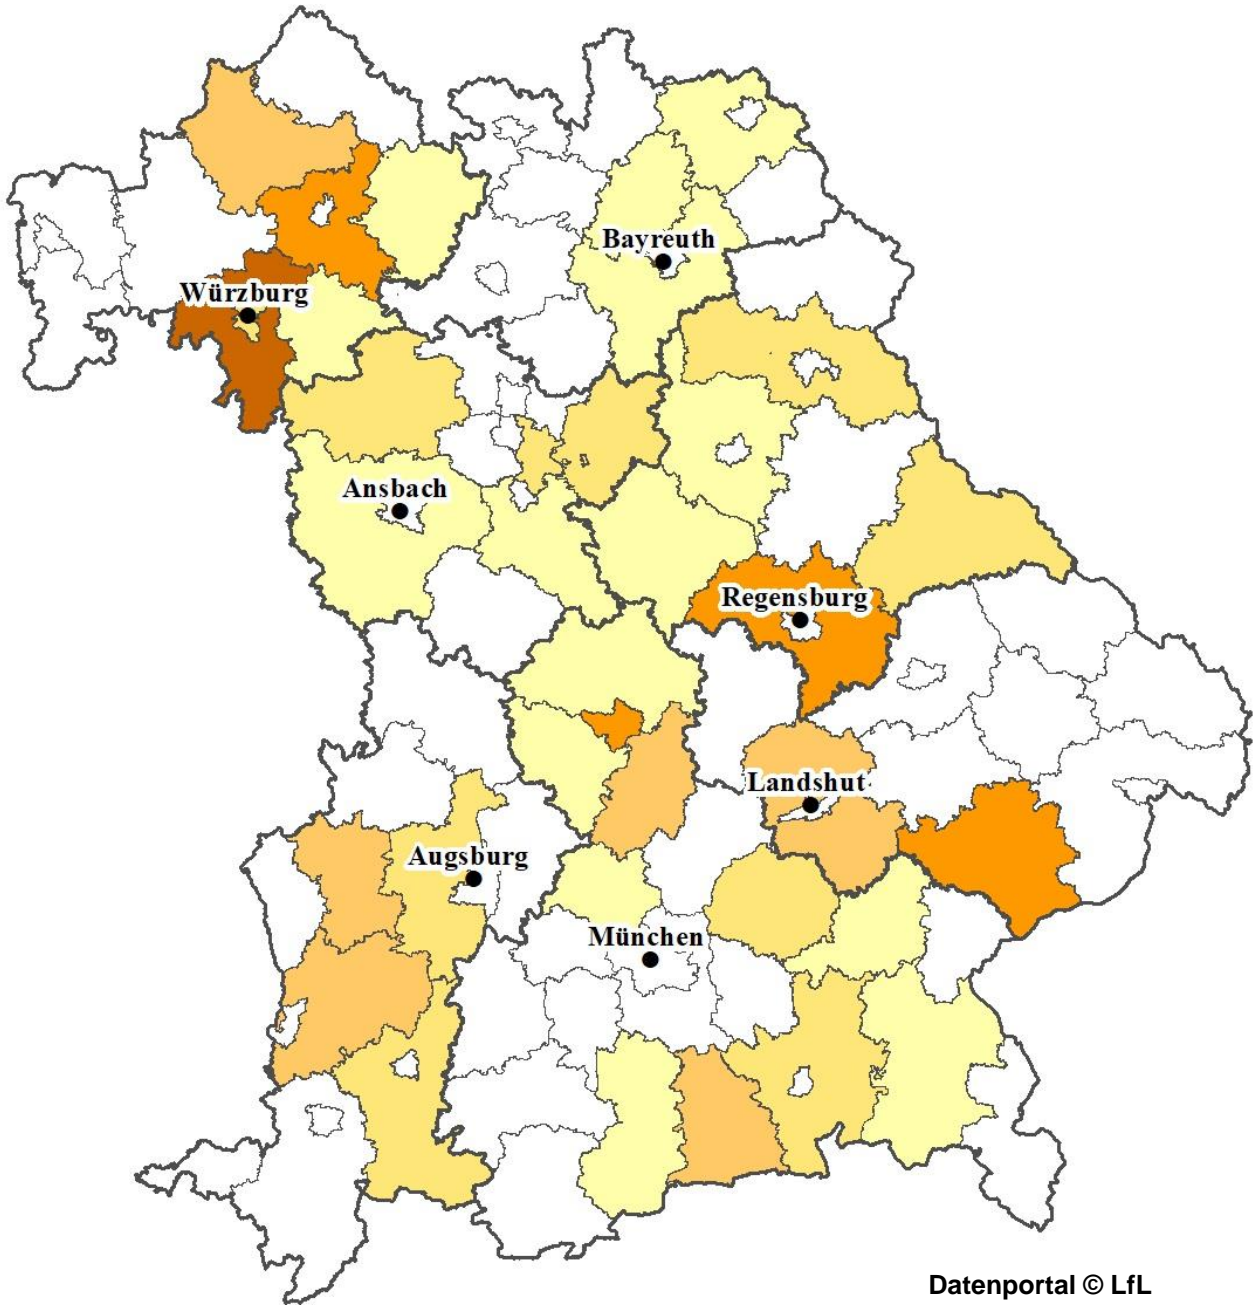 Bayreuth
Würzburg
Ansbach
Regensburg
Landshut
Augsburg
München
Datenportal © LfL